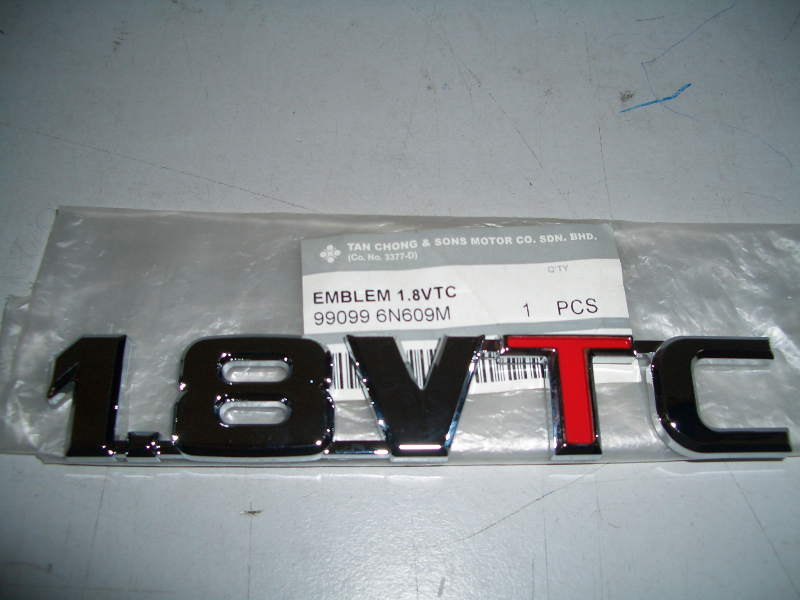 TAN CHONG & SONS MOTOR CO. SDN. BHD.
(Co. No. 3377-D)
Q'TY
EMBLEM 1.8VTC
99099 6N609M 1 PCS
1.8VTC